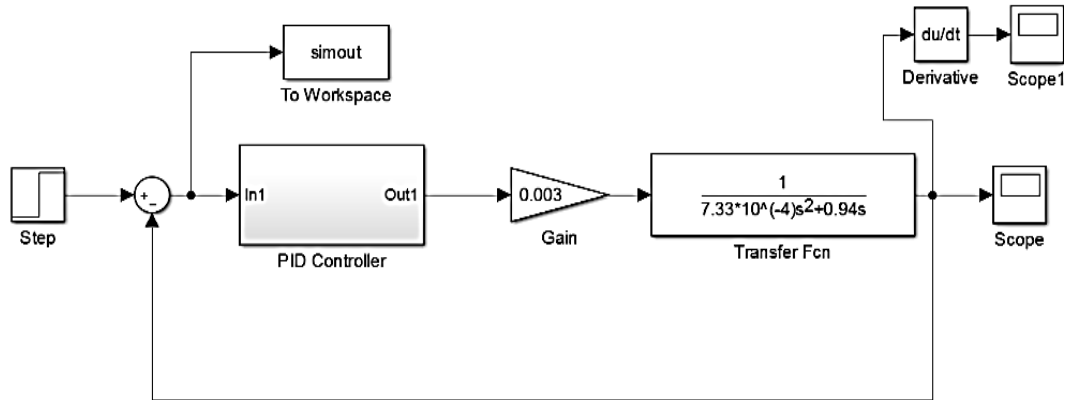 du/dt
Derivative
Scope1
simout
To Workspace
+
−
Step
In1
Out1
PID Controller
0.003
Gain
1
7.33*10^(-4)s2+0.94s
Transfer Fcn
Scope